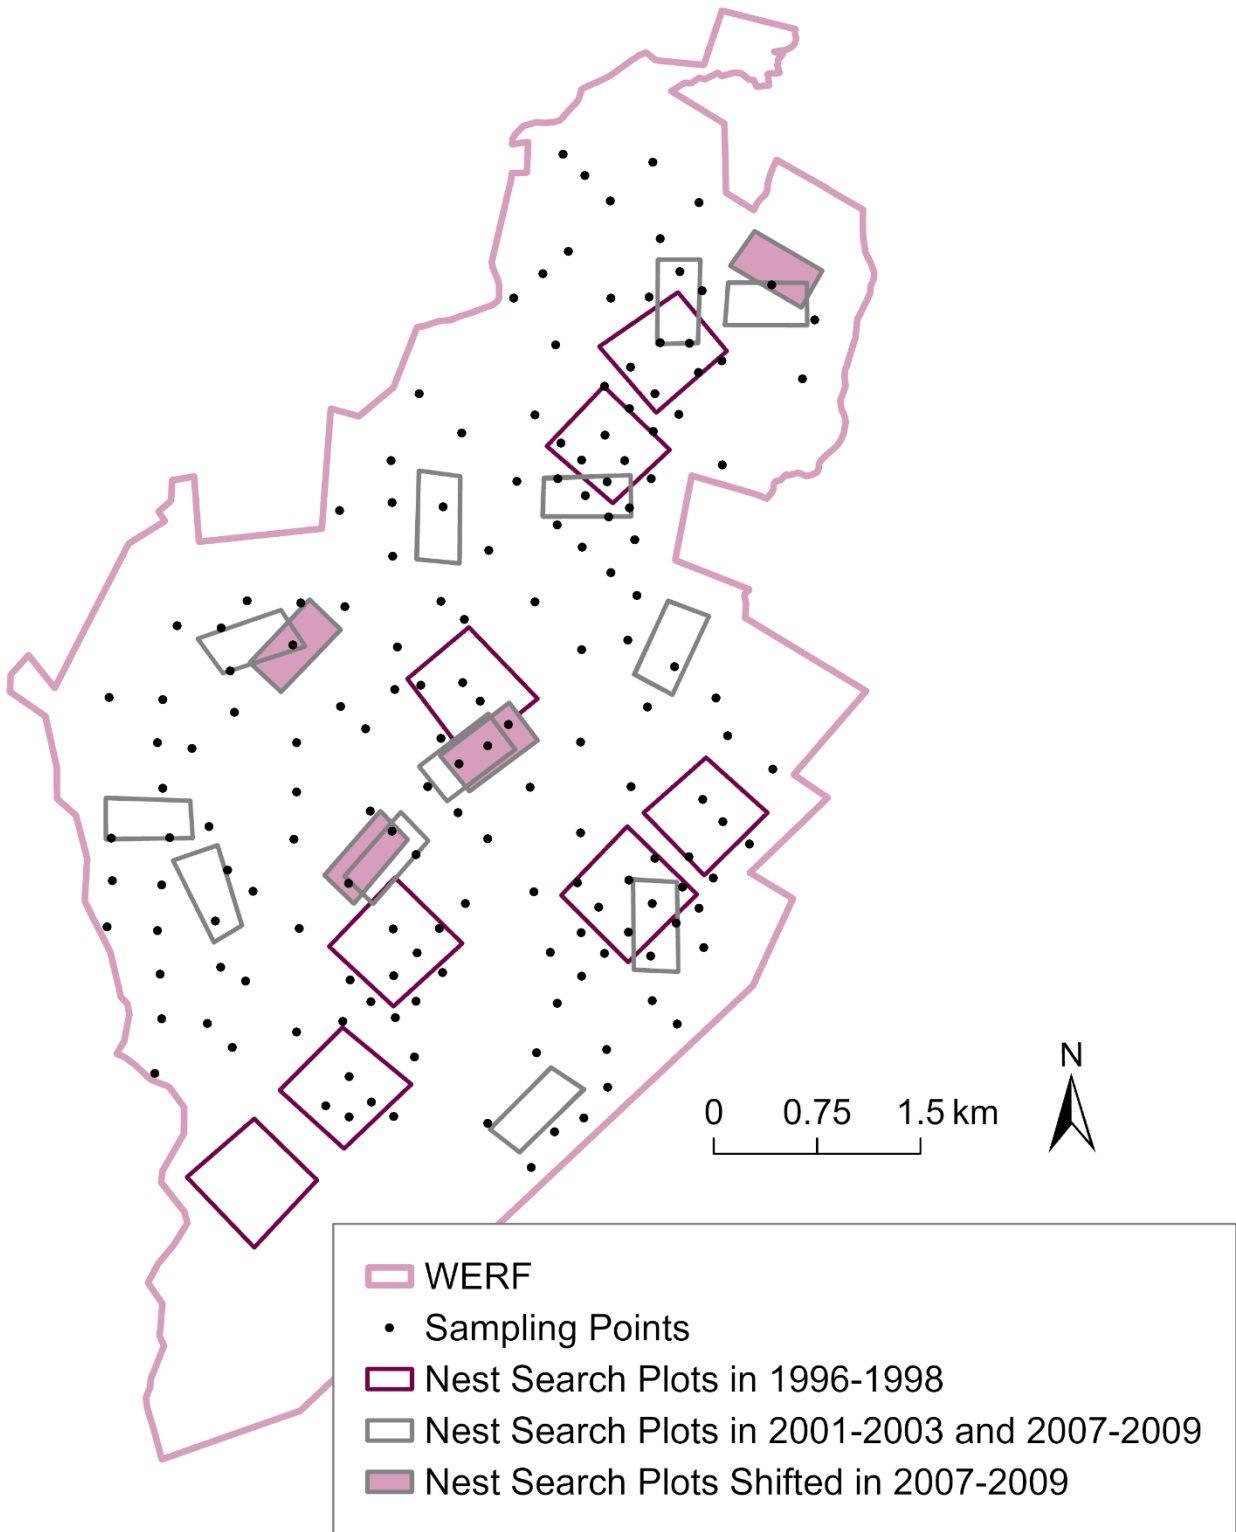 N
0 0.75 1.5 km
WERF
Sampling Points
Nest Search Plots in 1996-1998
Nest Search Plots in 2001-2003 and 2007-2009
Nest Search Plots Shifted in 2007-2009